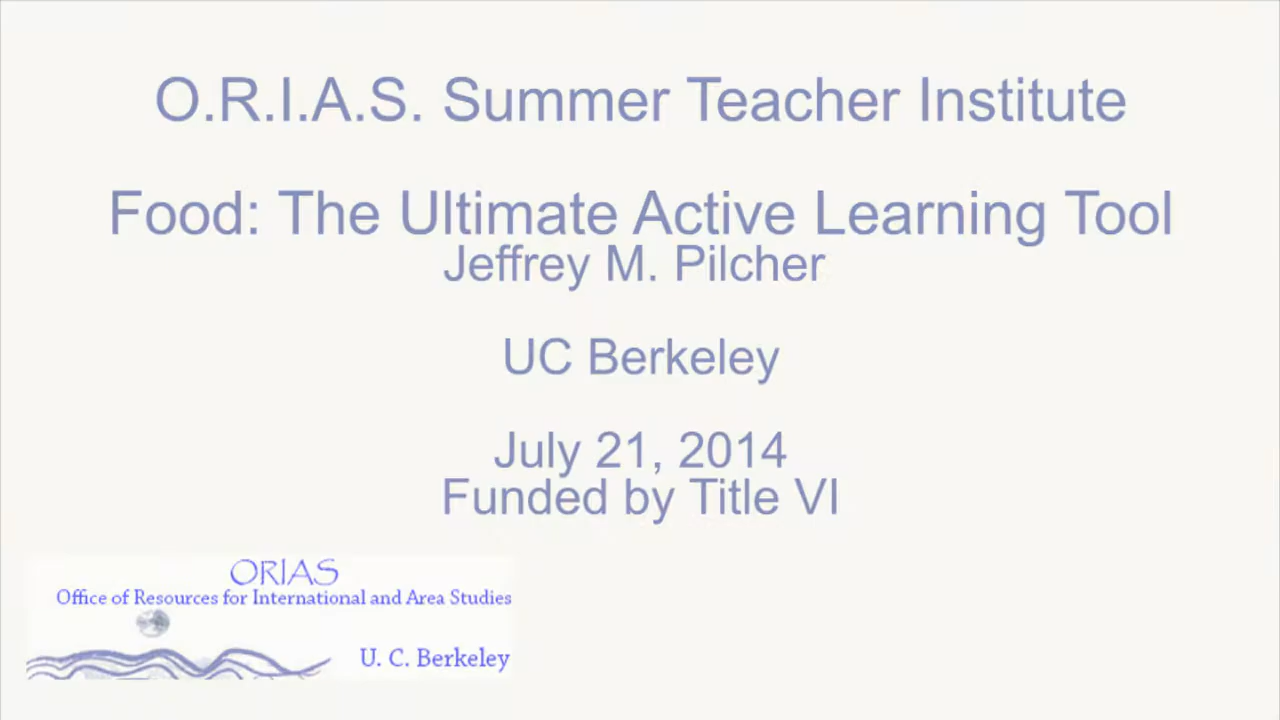 O.R.I.A.S. Summer Teacher Institute
Food: The Ultimate Active Learning Tool
Jeffrey M. Pilcher
UC Berkeley
July 21, 2014
Funded by Title VI
ORIAS
Office of Resources for International and Area Studies
U. C. Berkeley